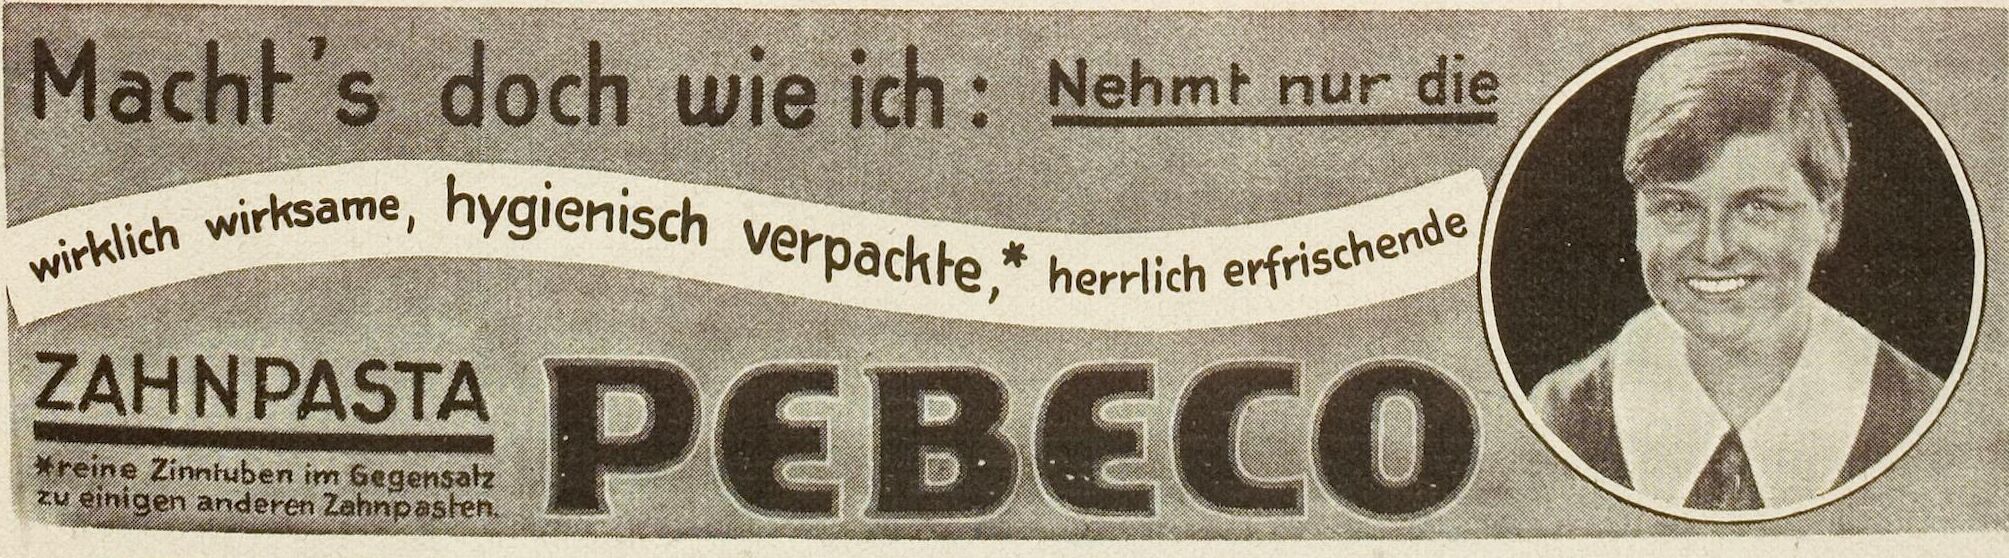 Macht's doch wie ich: Nehmt nur die
wirklich wirksame, hygienisch verpackte,* herrlich erfrischende
ZAHNPASTA PEBECO
*reine Zinntuben im Gegensatz
zu einigen anderen Zahnpasten.